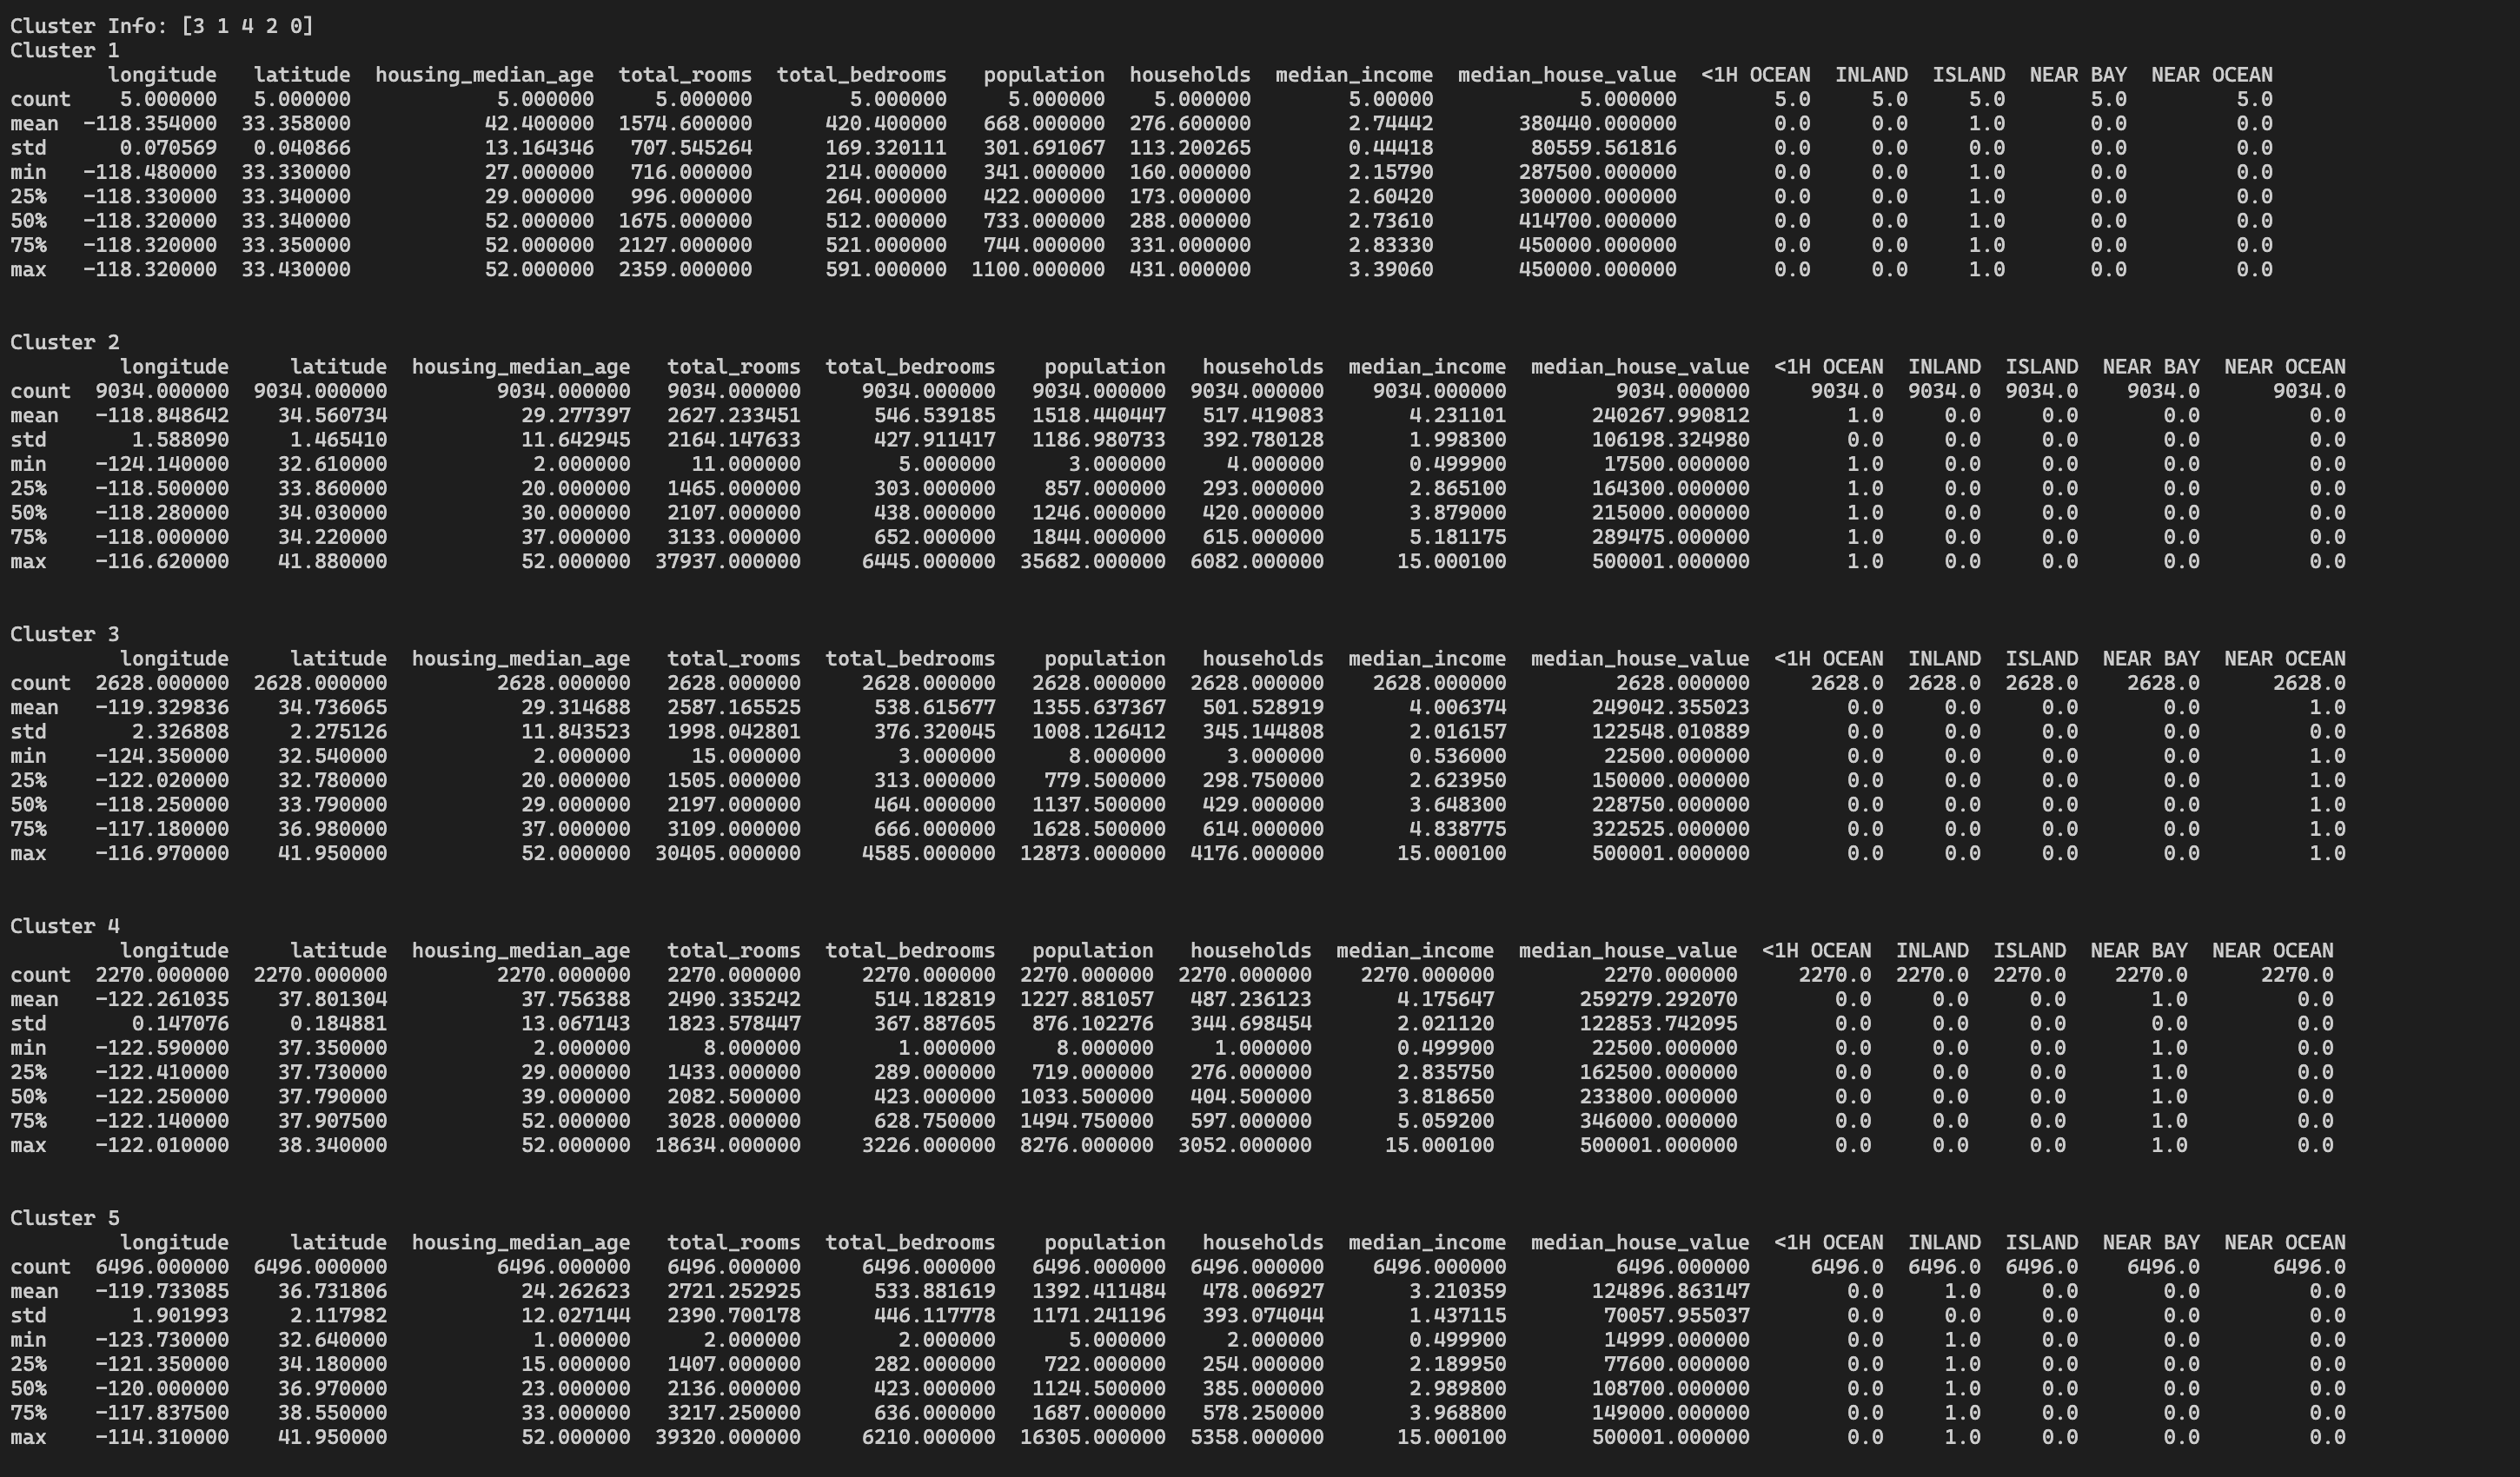 Cluster Info: [3 1 4 2 0]
Cluster 1
longitude latitude housing_median_age total_rooms total_bedrooms population households median_income median_house_value <1H OCEAN INLAND ISLAND NEAR BAY NEAR OCEAN
count 5.000000 5.000000 5.000000 5.000000 5.000000 5.000000 5.000000 5.00000 5.000000 5.0 5.0 5.0 5.0 5.0
mean -118.354000 33.358000 42.400000 1574.600000 420.400000 668.000000 276.600000 2.74442 380440.000000 0.0 0.0 1.0 0.0 0.0
std 0.070569 0.040866 13.164346 707.545264 169.320111 301.691067 113.200265 0.44418 80559.561816 0.0 0.0 0.0 0.0 0.0
min -118.480000 33.330000 27.000000 716.000000 214.000000 341.000000 160.000000 2.15790 287500.000000 0.0 0.0 1.0 0.0 0.0
25% -118.330000 33.340000 29.000000 996.000000 264.000000 422.000000 173.000000 2.60420 300000.000000 0.0 0.0 1.0 0.0 0.0
50% -118.320000 33.340000 52.000000 1675.000000 512.000000 733.000000 288.000000 2.73610 414700.000000 0.0 0.0 1.0 0.0 0.0
75% -118.320000 33.350000 52.000000 2127.000000 521.000000 744.000000 331.000000 2.83330 450000.000000 0.0 0.0 1.0 0.0 0.0
max -118.320000 33.430000 52.000000 2359.000000 591.000000 1100.000000 431.000000 3.39060 450000.000000 0.0 0.0 1.0 0.0 0.0
Cluster 2
longitude latitude housing_median_age total_rooms total_bedrooms population households median_income median_house_value <1H OCEAN INLAND ISLAND NEAR BAY NEAR OCEAN
count 9034.000000 9034.000000 9034.000000 9034.000000 9034.000000 9034.000000 9034.000000 9034.000000 9034.000000 9034.0 9034.0 9034.0 9034.0 9034.0
mean -118.848642 34.560734 29.277397 2627.233451 546.539185 1518.440447 517.419083 4.231101 240267.990812 1.0 0.0 0.0 0.0 0.0
std 1.588090 1.465410 11.642945 2164.147633 427.911417 1186.980733 392.780128 1.998300 106198.324980 0.0 0.0 0.0 0.0 0.0
min -124.140000 32.610000 2.000000 11.000000 5.000000 3.000000 4.000000 0.499900 17500.000000 1.0 0.0 0.0 0.0 0.0
25% -118.500000 33.860000 20.000000 1465.000000 303.000000 857.000000 293.000000 2.865100 164300.000000 1.0 0.0 0.0 0.0 0.0
50% -118.280000 34.030000 30.000000 2107.000000 438.000000 1246.000000 420.000000 3.879000 215000.000000 1.0 0.0 0.0 0.0 0.0
75% -118.000000 34.220000 37.000000 3133.000000 652.000000 1844.000000 615.000000 5.181175 289475.000000 1.0 0.0 0.0 0.0 0.0
max -116.620000 41.880000 52.000000 37937.000000 6445.000000 35682.000000 6082.000000 15.000100 500001.000000 1.0 0.0 0.0 0.0 0.0
Cluster 3
longitude latitude housing_median_age total_rooms total_bedrooms population households median_income median_house_value <1H OCEAN INLAND ISLAND NEAR BAY NEAR OCEAN
count 2628.000000 2628.000000 2628.000000 2628.000000 2628.000000 2628.000000 2628.000000 2628.000000 2628.000000 2628.0 2628.0 2628.0 2628.0 2628.0
mean -119.329836 34.736065 29.314688 2587.165525 538.615677 1355.637367 501.528919 4.006374 249042.355023 0.0 0.0 0.0 0.0 1.0
std 2.326808 2.275126 11.843523 1998.042801 376.320045 1008.126412 345.144808 2.016157 122548.010889 0.0 0.0 0.0 0.0 0.0
min -124.350000 32.540000 2.000000 15.000000 3.000000 8.000000 3.000000 0.536000 22500.000000 0.0 0.0 0.0 0.0 1.0
25% -122.020000 32.780000 20.000000 1505.000000 313.000000 779.500000 298.750000 2.623950 150000.000000 0.0 0.0 0.0 0.0 1.0
50% -118.250000 33.790000 29.000000 2197.000000 464.000000 1137.500000 429.000000 3.648300 228750.000000 0.0 0.0 0.0 0.0 1.0
75% -117.180000 36.980000 37.000000 3109.000000 666.000000 1628.500000 614.000000 4.838775 322525.000000 0.0 0.0 0.0 0.0 1.0
max -116.970000 41.950000 52.000000 30405.000000 4585.000000 12873.000000 4176.000000 15.000100 500001.000000 0.0 0.0 0.0 0.0 1.0
Cluster 4
longitude latitude housing_median_age total_rooms total_bedrooms population households median_income median_house_value <1H OCEAN INLAND ISLAND NEAR BAY NEAR OCEAN
count 2270.000000 2270.000000 2270.000000 2270.000000 2270.000000 2270.000000 2270.000000 2270.000000 2270.000000 2270.0 2270.0 2270.0 2270.0 2270.0
mean -122.261035 37.801304 37.756388 2490.335242 514.182819 1227.881057 487.236123 4.175647 259279.292070 0.0 0.0 0.0 1.0 0.0
std 0.147076 0.184881 13.067143 1823.578447 367.887605 876.102276 344.698454 2.021120 122853.742095 0.0 0.0 0.0 0.0 0.0
min -122.590000 37.350000 2.000000 8.000000 1.000000 8.000000 1.000000 0.499900 22500.000000 0.0 0.0 0.0 1.0 0.0
25% -122.410000 37.730000 29.000000 1433.000000 289.000000 719.000000 276.000000 2.835750 162500.000000 0.0 0.0 0.0 1.0 0.0
50% -122.250000 37.790000 39.000000 2082.500000 423.000000 1033.500000 404.500000 3.818650 233800.000000 0.0 0.0 0.0 1.0 0.0
75% -122.140000 37.907500 52.000000 3028.000000 628.750000 1494.750000 597.000000 5.059200 346000.000000 0.0 0.0 0.0 1.0 0.0
max -122.010000 38.340000 52.000000 18634.000000 3226.000000 8276.000000 3052.000000 15.000100 500001.000000 0.0 0.0 0.0 1.0 0.0
Cluster 5
longitude latitude housing_median_age total_rooms total_bedrooms population households median_income median_house_value <1H OCEAN INLAND ISLAND NEAR BAY NEAR OCEAN
count 6496.000000 6496.000000 6496.000000 6496.000000 6496.000000 6496.000000 6496.000000 6496.000000 6496.000000 6496.0 6496.0 6496.0 6496.0 6496.0
mean -119.733085 36.731806 24.262623 2721.252925 533.881619 1392.411484 478.006927 3.210359 124896.863147 0.0 1.0 0.0 0.0 0.0
std 1.901993 2.117982 12.027144 2390.700178 446.117778 1171.241196 393.074044 1.437115 70057.955037 0.0 0.0 0.0 0.0 0.0
min -123.730000 32.640000 1.000000 2.000000 2.000000 5.000000 2.000000 0.499900 14999.000000 0.0 1.0 0.0 0.0 0.0
25% -121.350000 34.180000 15.000000 1407.000000 282.000000 722.000000 254.000000 2.189950 77600.000000 0.0 1.0 0.0 0.0 0.0
50% -120.000000 36.970000 23.000000 2136.000000 423.000000 1124.500000 385.000000 2.989800 108700.000000 0.0 1.0 0.0 0.0 0.0
75% -117.837500 38.550000 33.000000 3217.250000 636.000000 1687.000000 578.250000 3.968800 149000.000000 0.0 1.0 0.0 0.0 0.0
max -114.310000 41.950000 52.000000 39320.000000 6210.000000 16305.000000 5358.000000 15.000100 500001.000000 0.0 1.0 0.0 0.0 0.0